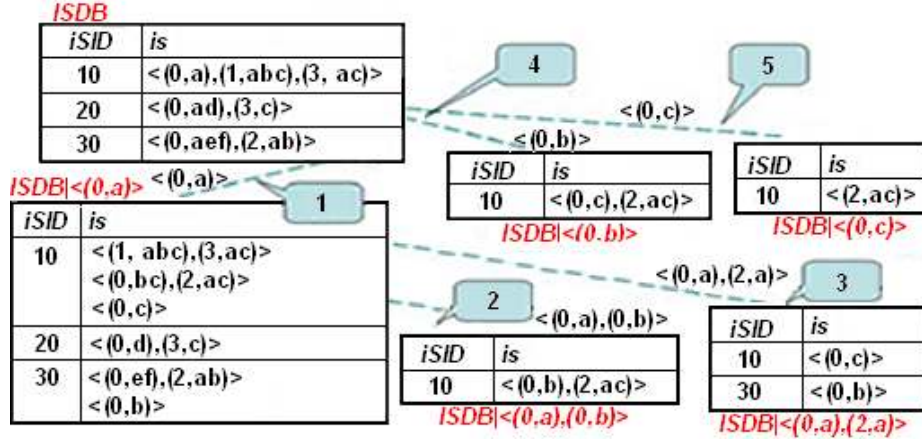 ISDB
iSID is
10 <(0,a),(1,abc),(3, ac)>
20 <(0,ad),(3,c)>
30 <(0,aef),(2,ab)>
4
5
<(0,c)>
<(0,b)>
iSID is
10 <(0,c),(2,ac)>
ISDB|<(0,b)>
iSID is
10 <(2,ac)>
ISDB|<(0,c)>
ISDB|<(0,a)> <(0,a)>
1
iSID is
10 <(1, abc),(3,ac)>
<(0,bc),(2,ac)>
<(0,c)>
20 <(0,d),(3,c)>
30 <(0,ef),(2,ab)>
<(0,b)>
2
<(0,a),(0,b)>
iSID is
10 <(0,b),(2,ac)>
ISDB|<(0,a),(0,b)>
<(0,a),(2,a)>
3
iSID is
10 <(0,c)>
30 <(0,b)>
ISDB|<(0,a),(2,a)>